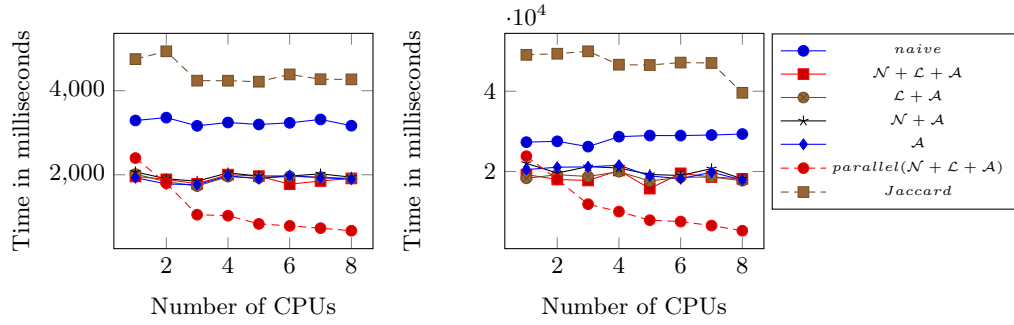 ·10⁴
Time in milliseconds
4,000
2,000
2 4 6 8
Number of CPUs
Time in milliseconds
4
2
2 4 6 8
Number of CPUs
naive
𝒩 + ℒ + 𝒜
ℒ + 𝒜
𝒩 + 𝒜
𝒜
parallel(𝒩 + ℒ + 𝒜)
Jaccard